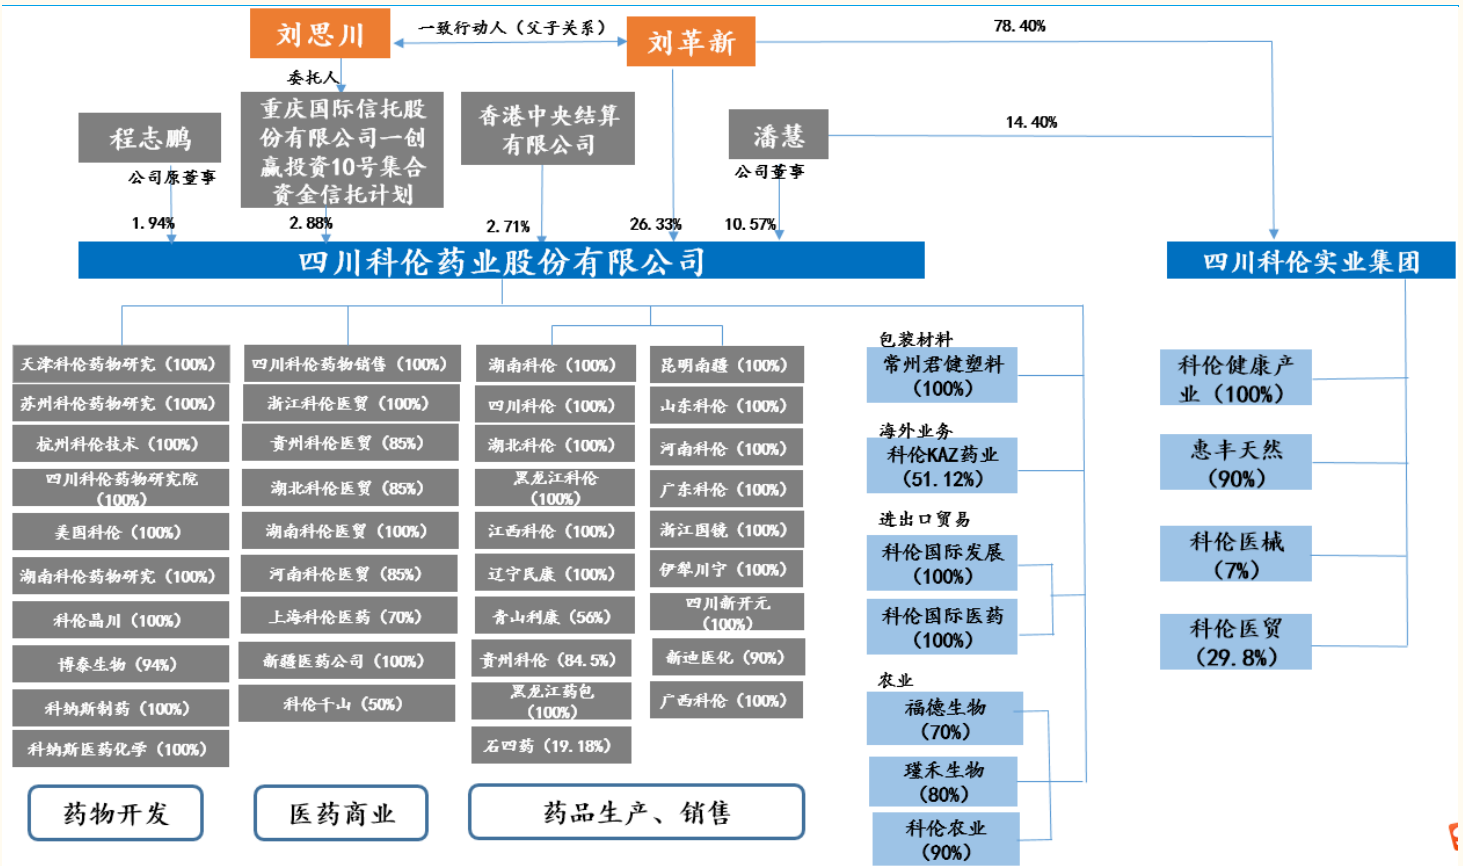 刘思川
一致行动人（父子关系）
刘革新
78.40%
委托人
程志鹏
公司原董事
重庆国际信托股
份有限公司一创
赢投资10号集合
资金信托计划
香港中央结算
有限公司
潘慧
公司董事
14.40%
1.94%
2.88%
2.71%
26.33%
10.57%
四川科伦药业股份有限公司
四川科伦实业集团
天津科伦药物研究（100%）
苏州科伦药物研究（100%）
杭州科伦技术（100%）
四川科伦药物研究院
（100%）
美国科伦（100%）
湖南科伦药物研究（100%）
科伦晶川（100%）
博泰生物（94%）
科纳斯制药（100%）
科纳斯医药化学（100%）
药物开发
四川科伦药物销售（100%）
浙江科伦医贸（100%）
贵州科伦医贸（85%）
湖北科伦医贸（85%）
湖南科伦医贸（100%）
河南科伦医贸（85%）
上海科伦医药（70%）
新疆医药公司（100%）
科伦千山（50%）
医药商业
湖南科伦（100%）
四川科伦（100%）
湖北科伦（100%）
黑龙江科伦
（100%）
江西科伦（100%）
辽宁民康（100%）
青山利康（56%）
贵州科伦（84.5%）
黑龙江药包
（100%）
石四药（19.18%）
昆明南疆（100%）
山东科伦（100%）
河南科伦（100%）
广东科伦（100%）
浙江国镜（100%）
伊犁川宁（100%）
四川新开元
（100%）
新迪医化（90%）
广西科伦（100%）
药品生产、销售
包装材料
常州君健塑料
（100%）
海外业务
科伦KAZ药业
（51.12%）
进出口贸易
科伦国际发展
（100%）
科伦国际医药
（100%）
农业
福德生物
（70%）
瑾禾生物
（80%）
科伦农业
（90%）
科伦健康产
业（100%）
惠丰天然
（90%）
科伦医械
（7%）
科伦医贸
（29.8%）